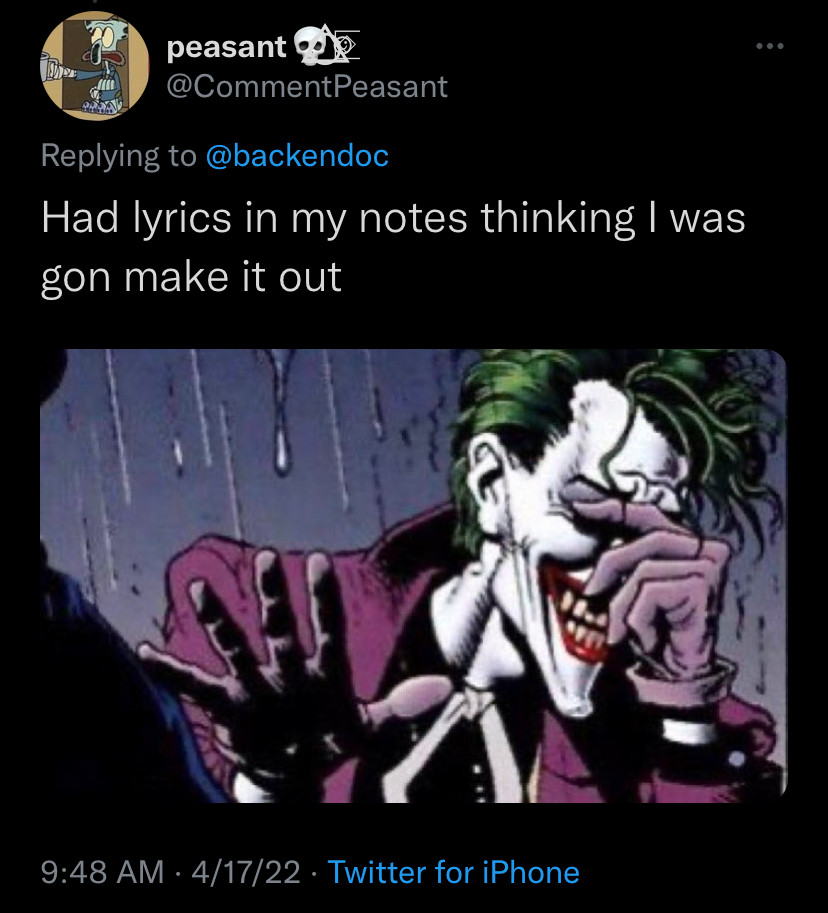 peasant 💀
@CommentPeasant
Replying to @backendoc
Had lyrics in my notes thinking I was
gon make it out
9:48 AM · 4/17/22 · Twitter for iPhone